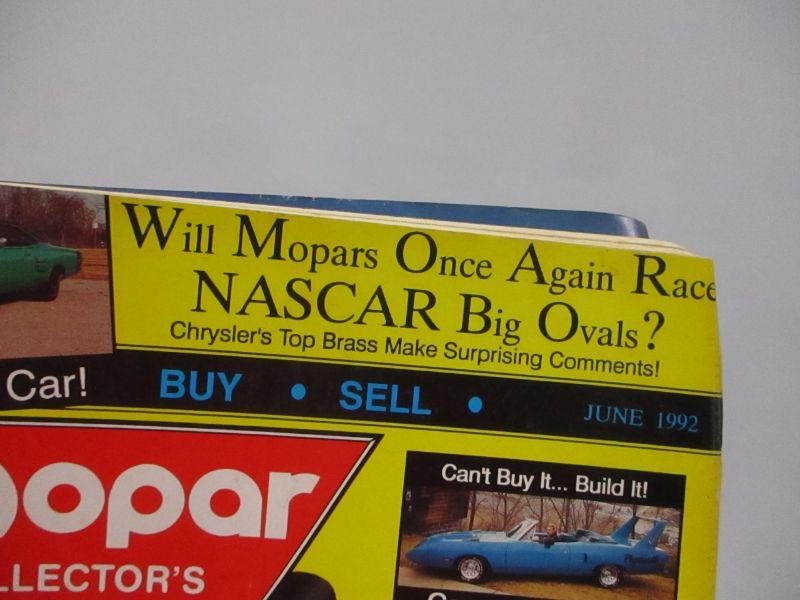 Will Mopars Once Again Race
NASCAR Big Ovals?
Chrysler's Top Brass Make Surprising Comments!
Car!
BUY • SELL •
JUNE 1992
mopar
LLECTOR'S
Can't Buy It... Build It!